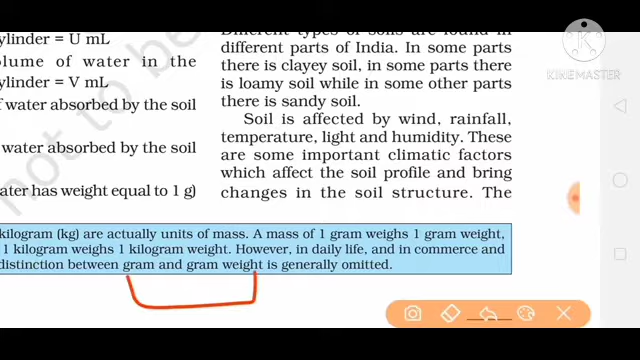 ylinder = U mL
olume of water in the
ylinder = V mL
f water absorbed by the soil
water absorbed by the soil
ater has weight equal to 1 g)
Different types of soils are found in
different parts of India. In some parts
there is clayey soil, in some parts there
is loamy soil while in some other parts
there is sandy soil.
Soil is affected by wind, rainfall,
temperature, light and humidity. These
are some important climatic factors
which affect the soil profile and bring
changes in the soil structure. The
kilogram (kg) are actually units of mass. A mass of 1 gram weighs 1 gram weight,
1 kilogram weighs 1 kilogram weight. However, in daily life, and in commerce and
distinction between gram and gram weight is generally omitted.
not to be
KINEMASTER